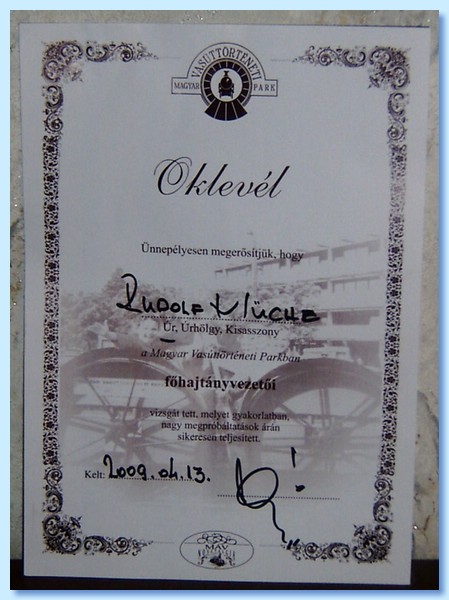 VASÚTTÖRTÉNETI
MAGYAR PARK
Oklevél
Ünnepélyesen megerősítjük, hogy
RUDOLF
Úr, Úrhölgy, Kisasszony
a Magyar Vasúttörténeti Parkban
főhajtányvezetői
vizsgát tett, melyet gyakorlatban,
nagy megpróbáltatások árán
sikeresen teljesített.
Kelt: 2009.04.13.
MÁV